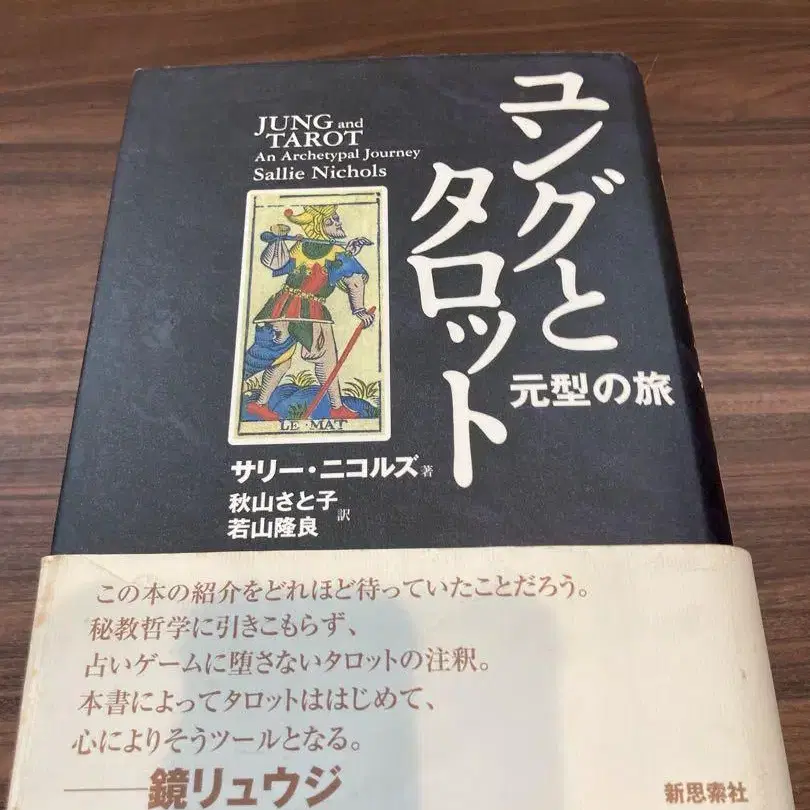 JUNG and
TAROT
An Archetypal Journey
Sallie Nichols
ユングと
タロット
元型の旅
LE·MAT
サリー・ニコルズ 著
秋山さと子
若山隆良
訳
この本の紹介をどれほど待っていたことだろう。
秘教哲学に引きこもらず、
占いゲームに堕さないタロットの注釈。
本書によってタロットははじめて、
心によりそうツールとなる。
——鏡リュウジ
新思索社